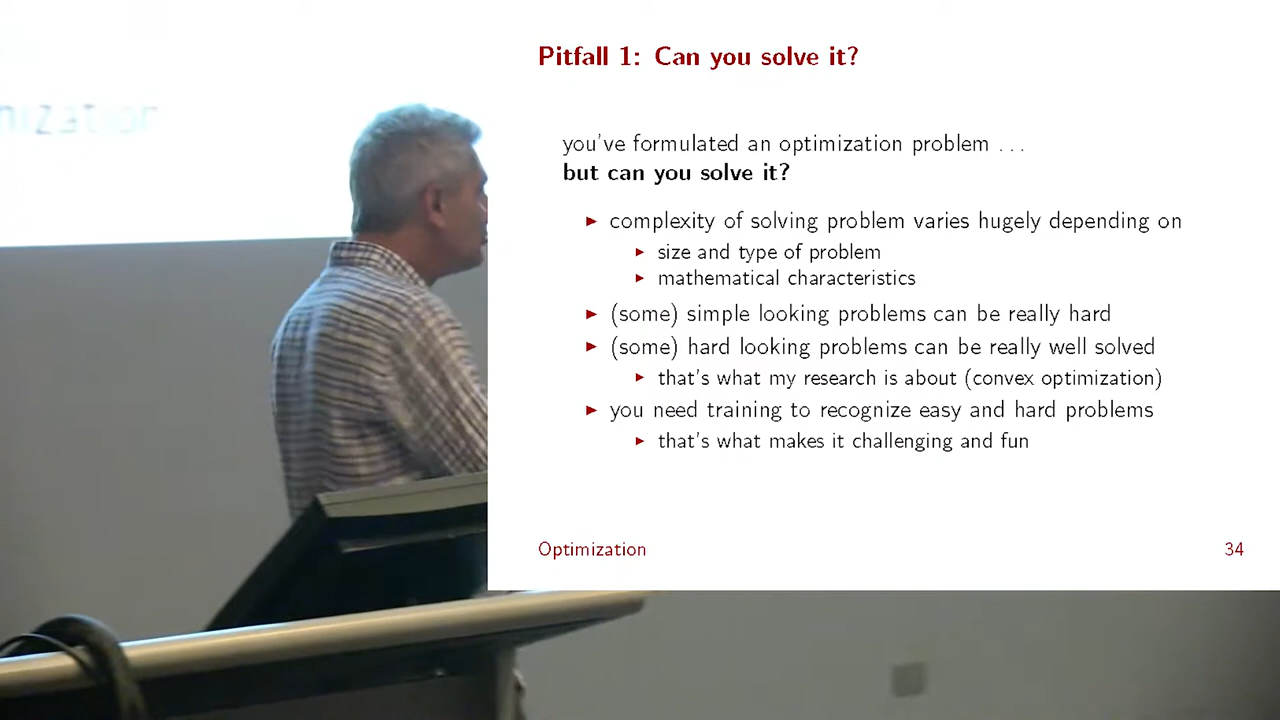 nization
Pitfall 1: Can you solve it?
you've formulated an optimization problem . . .
but can you solve it?
► complexity of solving problem varies hugely depending on
► size and type of problem
► mathematical characteristics
► (some) simple looking problems can be really hard
► (some) hard looking problems can be really well solved
► that's what my research is about (convex optimization)
► you need training to recognize easy and hard problems
► that's what makes it challenging and fun
Optimization
34